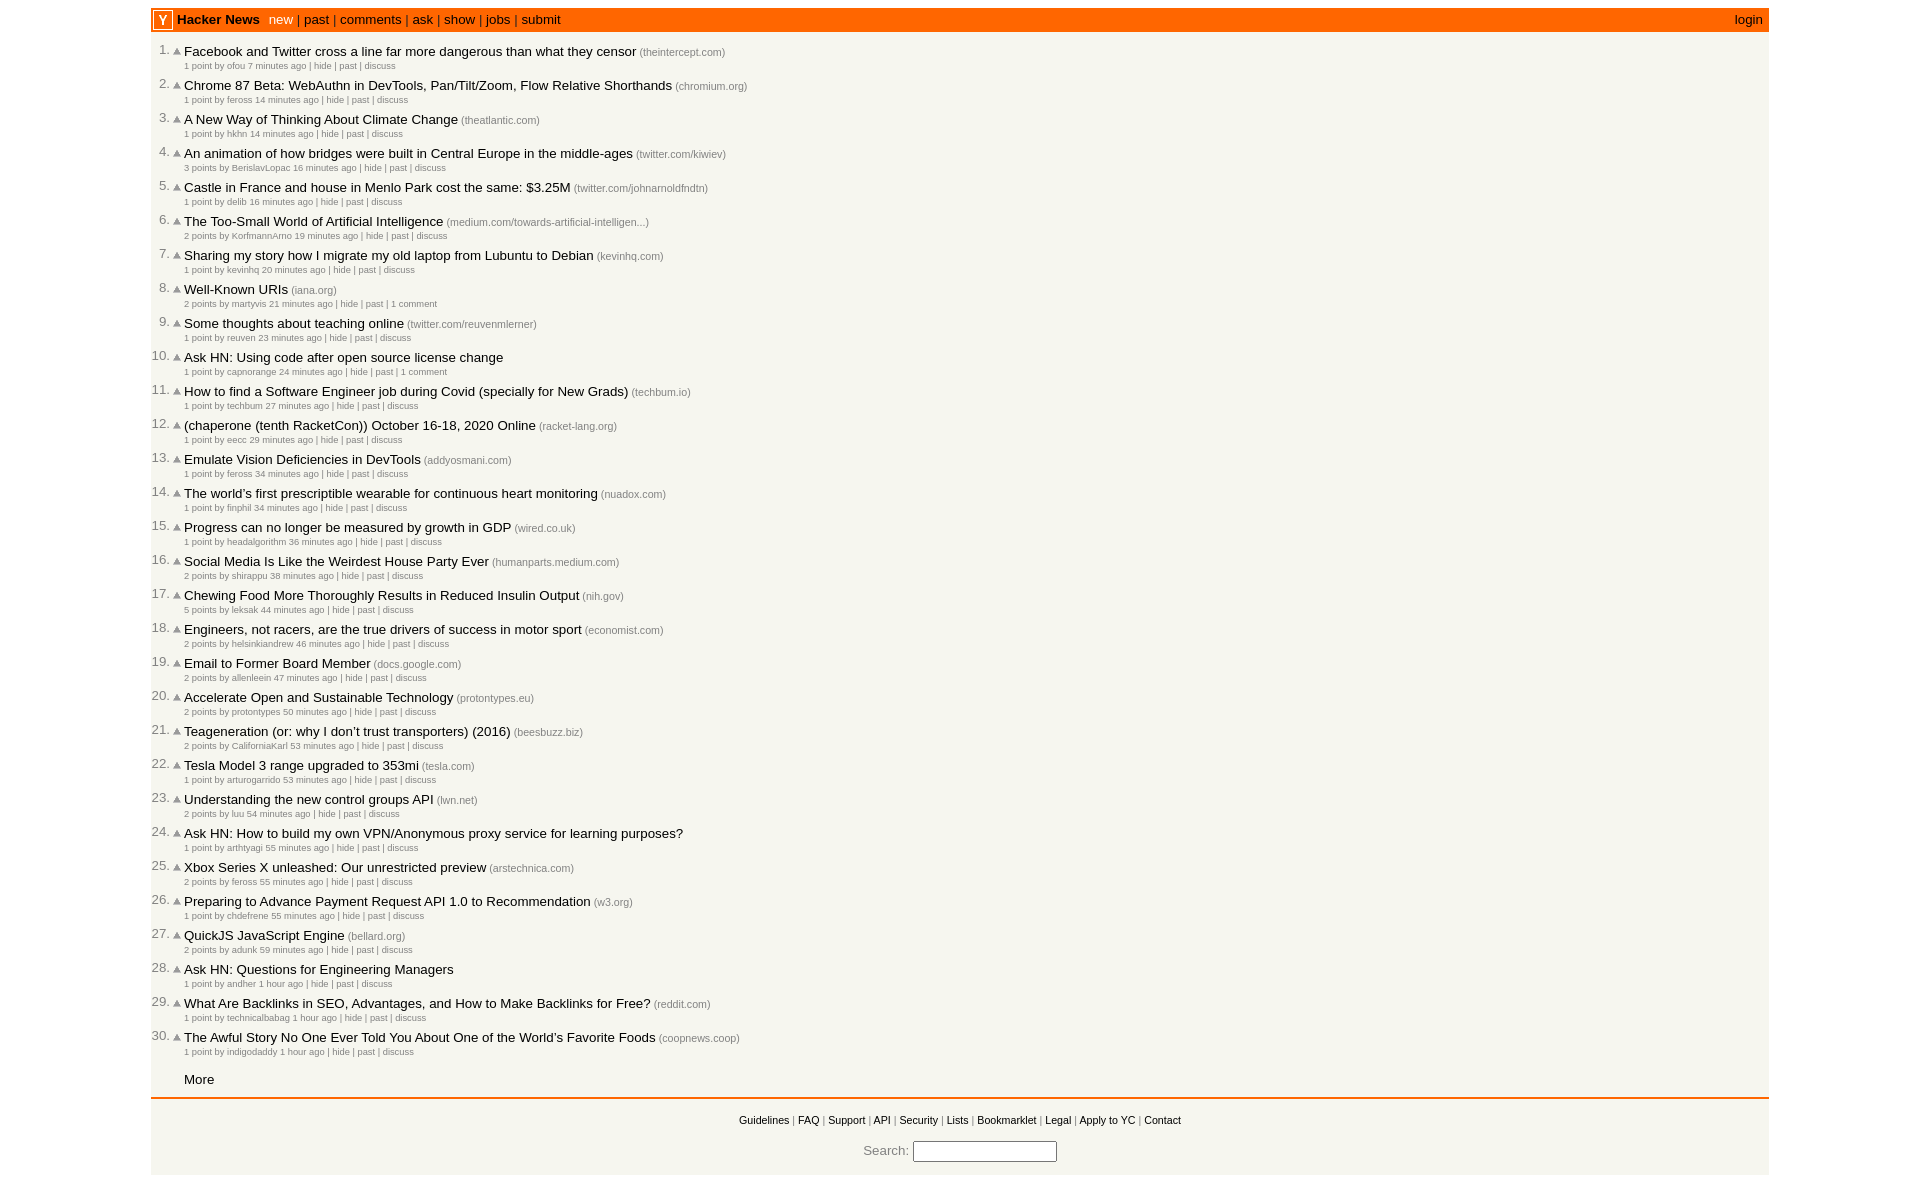 Y Hacker News new | past | comments | ask | show | jobs | submit login
1. Facebook and Twitter cross a line far more dangerous than what they censor (theintercept.com)
1 point by ofou 7 minutes ago | hide | past | discuss
2. Chrome 87 Beta: WebAuthn in DevTools, Pan/Tilt/Zoom, Flow Relative Shorthands (chromium.org)
1 point by feross 14 minutes ago | hide | past | discuss
3. A New Way of Thinking About Climate Change (theatlantic.com)
1 point by hkhn 14 minutes ago | hide | past | discuss
4. An animation of how bridges were built in Central Europe in the middle-ages (twitter.com/kiwiev)
3 points by BerislavLopac 16 minutes ago | hide | past | discuss
5. Castle in France and house in Menlo Park cost the same: $3.25M (twitter.com/johnarnoldfndtn)
1 point by delib 16 minutes ago | hide | past | discuss
6. The Too-Small World of Artificial Intelligence (medium.com/towards-artificial-intelligen...)
2 points by KorfmannArno 19 minutes ago | hide | past | discuss
7. Sharing my story how I migrate my old laptop from Lubuntu to Debian (kevinhq.com)
1 point by kevinhq 20 minutes ago | hide | past | discuss
8. Well-Known URIs (iana.org)
2 points by martyvis 21 minutes ago | hide | past | 1 comment
9. Some thoughts about teaching online (twitter.com/reuvenmlerner)
1 point by reuven 23 minutes ago | hide | past | discuss
10. Ask HN: Using code after open source license change
1 point by capnorange 24 minutes ago | hide | past | 1 comment
11. How to find a Software Engineer job during Covid (specially for New Grads) (techbum.io)
1 point by techbum 27 minutes ago | hide | past | discuss
12. (chaperone (tenth RacketCon)) October 16-18, 2020 Online (racket-lang.org)
1 point by eecc 29 minutes ago | hide | past | discuss
13. Emulate Vision Deficiencies in DevTools (addyosmani.com)
1 point by feross 34 minutes ago | hide | past | discuss
14. The world’s first prescriptible wearable for continuous heart monitoring (nuadox.com)
1 point by finphil 34 minutes ago | hide | past | discuss
15. Progress can no longer be measured by growth in GDP (wired.co.uk)
1 point by headalgorithm 36 minutes ago | hide | past | discuss
16. Social Media Is Like the Weirdest House Party Ever (humanparts.medium.com)
2 points by shirappu 38 minutes ago | hide | past | discuss
17. Chewing Food More Thoroughly Results in Reduced Insulin Output (nih.gov)
5 points by leksak 44 minutes ago | hide | past | discuss
18. Engineers, not racers, are the true drivers of success in motor sport (economist.com)
2 points by helsinkiandrew 46 minutes ago | hide | past | discuss
19. Email to Former Board Member (docs.google.com)
2 points by allenleein 47 minutes ago | hide | past | discuss
20. Accelerate Open and Sustainable Technology (protontypes.eu)
2 points by protontypes 50 minutes ago | hide | past | discuss
21. Teageneration (or: why I don’t trust transporters) (2016) (beesbuzz.biz)
2 points by CaliforniaKarl 53 minutes ago | hide | past | discuss
22. Tesla Model 3 range upgraded to 353mi (tesla.com)
1 point by arturogarrido 53 minutes ago | hide | past | discuss
23. Understanding the new control groups API (lwn.net)
2 points by luu 54 minutes ago | hide | past | discuss
24. Ask HN: How to build my own VPN/Anonymous proxy service for learning purposes?
1 point by arthtyagi 55 minutes ago | hide | past | discuss
25. Xbox Series X unleashed: Our unrestricted preview (arstechnica.com)
2 points by feross 55 minutes ago | hide | past | discuss
26. Preparing to Advance Payment Request API 1.0 to Recommendation (w3.org)
1 point by chdefrene 55 minutes ago | hide | past | discuss
27. QuickJS JavaScript Engine (bellard.org)
2 points by adunk 59 minutes ago | hide | past | discuss
28. Ask HN: Questions for Engineering Managers
1 point by andher 1 hour ago | hide | past | discuss
29. What Are Backlinks in SEO, Advantages, and How to Make Backlinks for Free? (reddit.com)
1 point by technicalbabag 1 hour ago | hide | past | discuss
30. The Awful Story No One Ever Told You About One of the World’s Favorite Foods (coopnews.coop)
1 point by indigodaddy 1 hour ago | hide | past | discuss
More
Guidelines | FAQ | Support | API | Security | Lists | Bookmarklet | Legal | Apply to YC | Contact
Search: